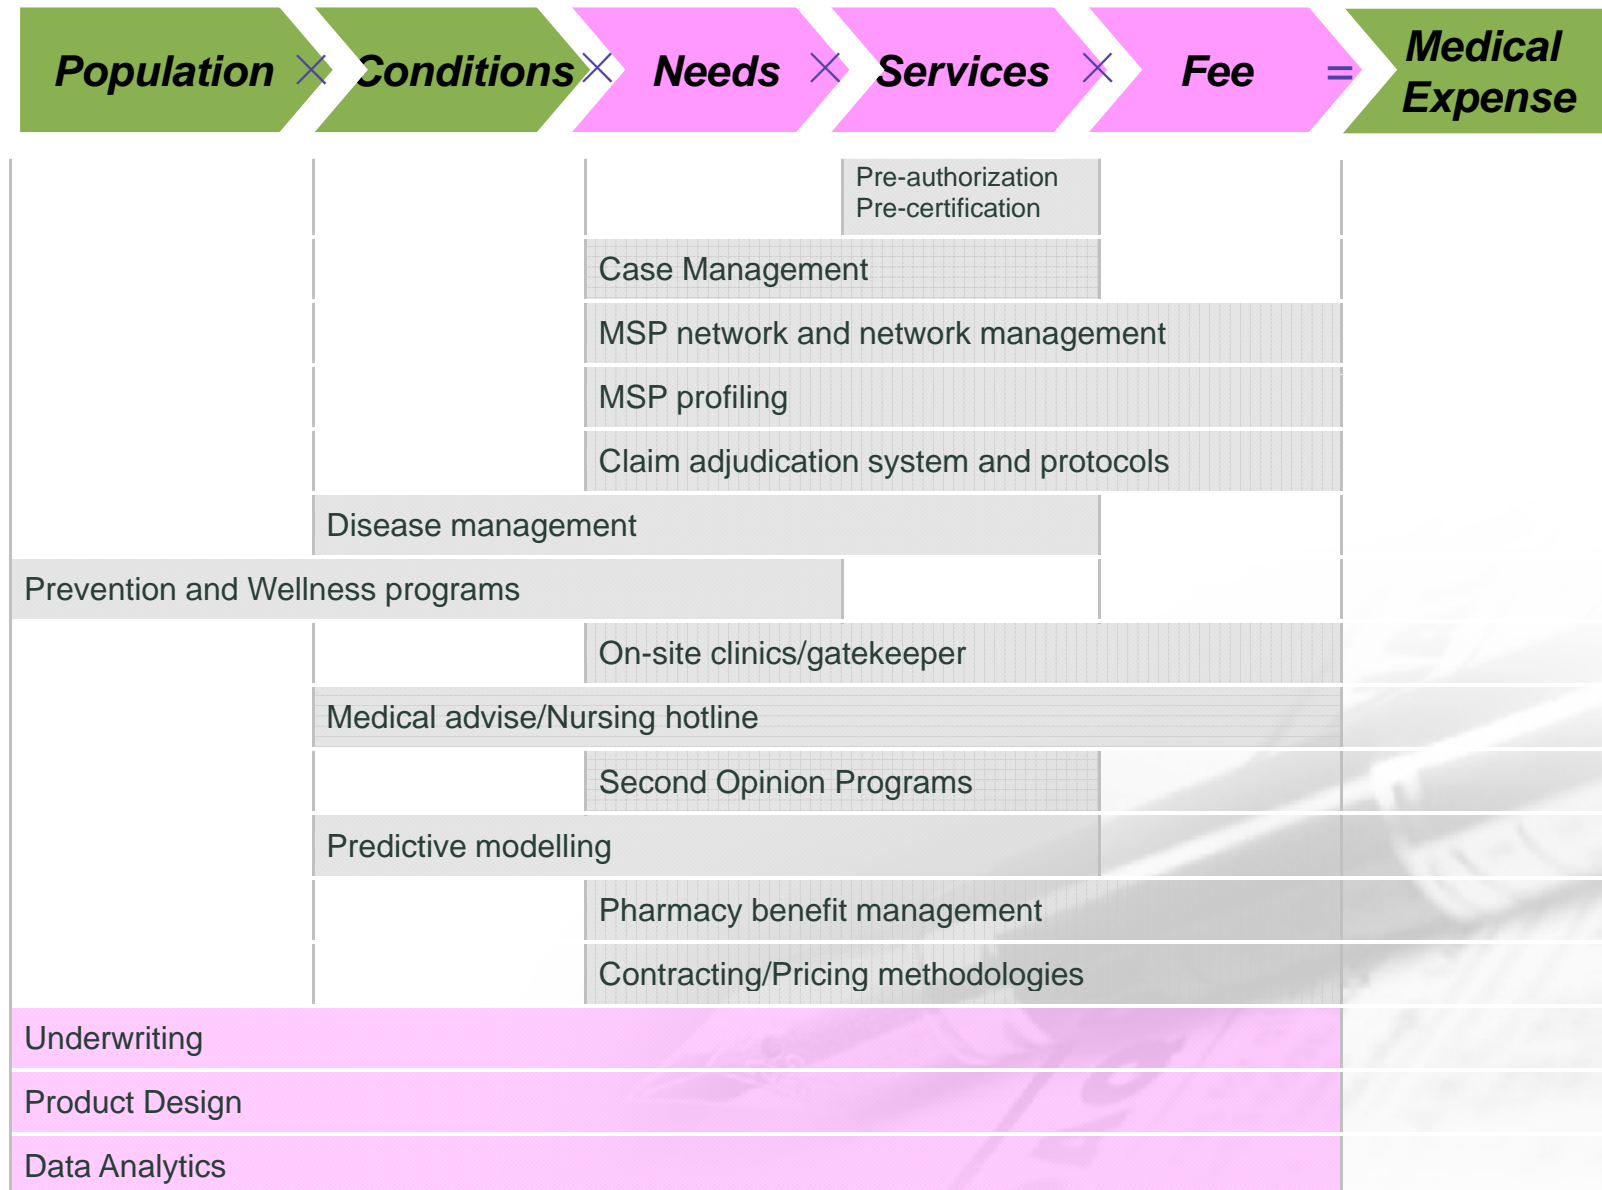 Population × Conditions × Needs × Services × Fee = Medical
Expense
Pre-authorization
Pre-certification
Case Management
MSP network and network management
MSP profiling
Claim adjudication system and protocols
Disease management
Prevention and Wellness programs
On-site clinics/gatekeeper
Medical advise/Nursing hotline
Second Opinion Programs
Predictive modelling
Pharmacy benefit management
Contracting/Pricing methodologies
Underwriting
Product Design
Data Analytics